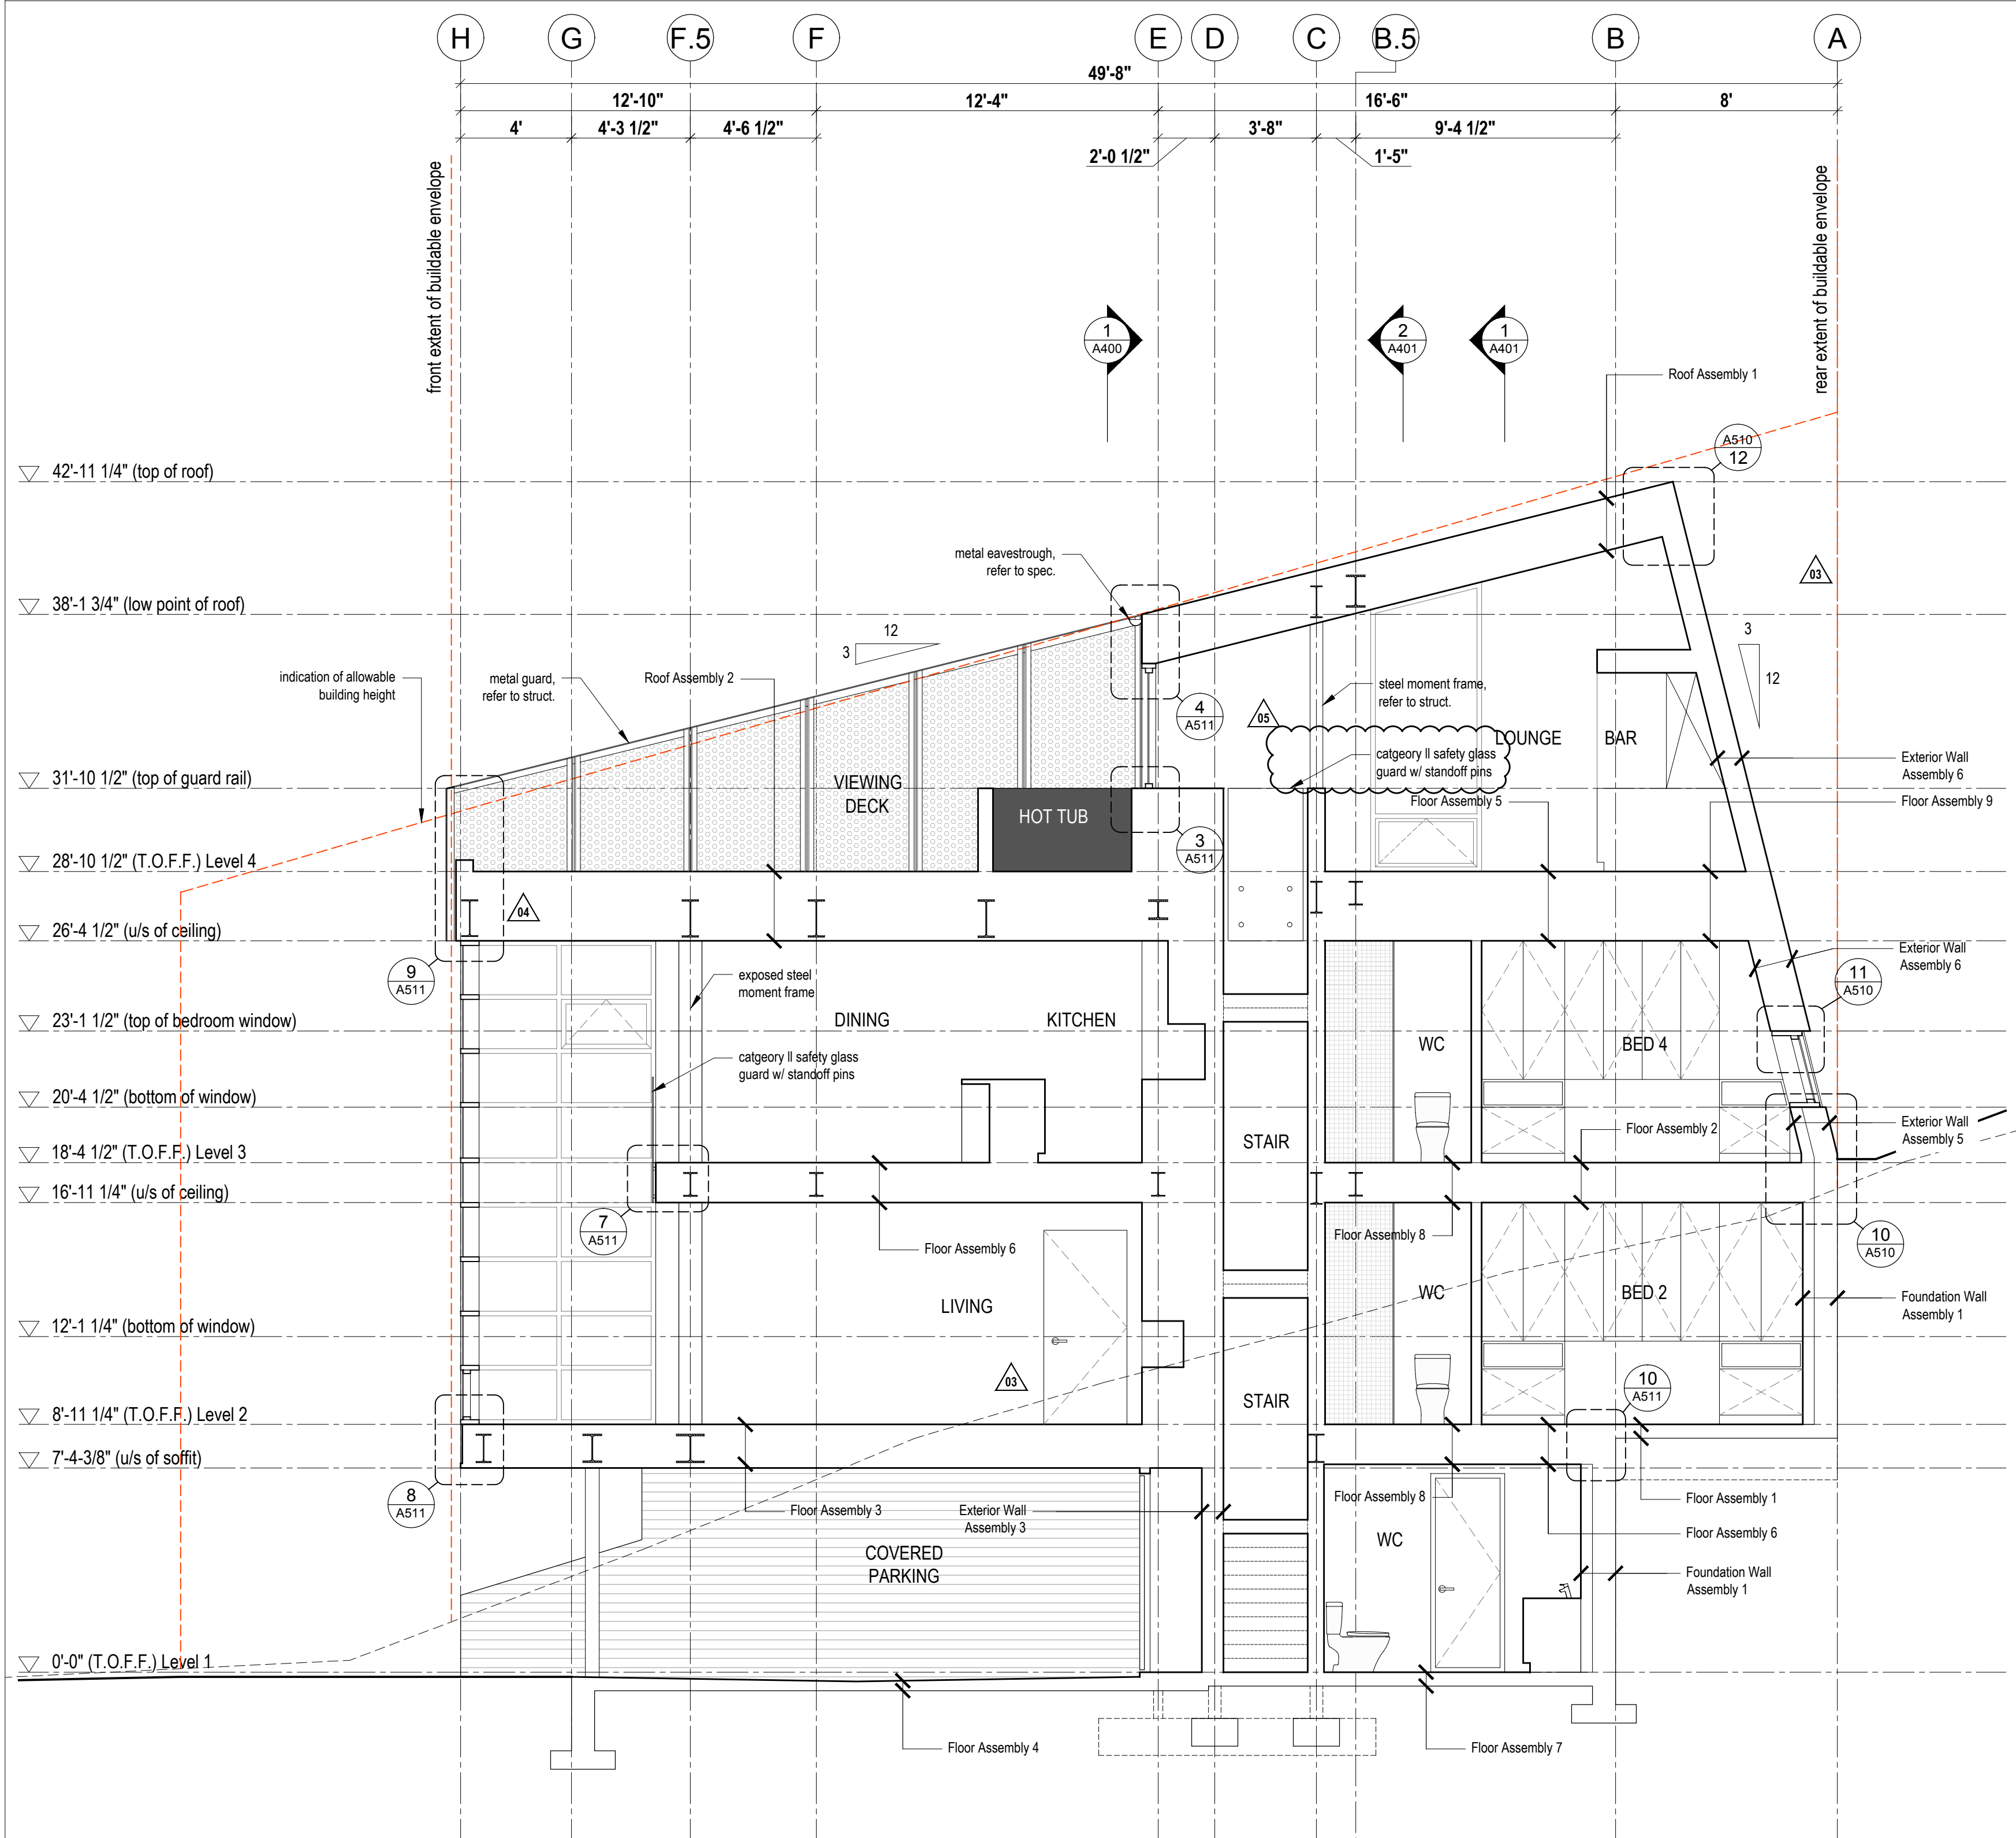 H
G
F.5
F
E
D
C
B.5
B
A
49'-8"
12'-10"
12'-4"
16'-6"
8'
4'
4'-3 1/2"
4'-6 1/2"
3'-8"
9'-4 1/2"
2'-0 1/2"
1'-5"
front extent of buildable envelope
rear extent of buildable envelope
1
A400
2
A401
1
A401
Roof Assembly 1
A510
12
42'-11 1/4" (top of roof)
metal eavestrough,
refer to spec.
03
38'-1 3/4" (low point of roof)
12
3
3
12
indication of allowable
building height
metal guard,
refer to struct.
Roof Assembly 2
steel moment frame,
refer to struct.
4
A511
05
LOUNGE
BAR
catgeory II safety glass
guard w/ standoff pins
Exterior Wall
Assembly 6
31'-10 1/2" (top of guard rail)
VIEWING
DECK
HOT TUB
Floor Assembly 5
Floor Assembly 9
3
A511
28'-10 1/2" (T.O.F.F.) Level 4
04
26'-4 1/2" (u/s of ceiling)
Exterior Wall
Assembly 6
9
A511
exposed steel
moment frame
11
A510
23'-1 1/2" (top of bedroom window)
DINING
KITCHEN
WC
BED 4
catgeory II safety glass
guard w/ standoff pins
20'-4 1/2" (bottom of window)
STAIR
Floor Assembly 2
Exterior Wall
Assembly 5
18'-4 1/2" (T.O.F.F.) Level 3
16'-11 1/4" (u/s of ceiling)
7
A511
Floor Assembly 6
Floor Assembly 8
10
A510
LIVING
WC
BED 2
Foundation Wall
Assembly 1
12'-1 1/4" (bottom of window)
03
STAIR
10
A511
8'-11 1/4" (T.O.F.F.) Level 2
7'-4-3/8" (u/s of soffit)
8
A511
Floor Assembly 3
Exterior Wall
Assembly 3
Floor Assembly 8
Floor Assembly 1
Floor Assembly 6
COVERED
PARKING
WC
Foundation Wall
Assembly 1
0'-0" (T.O.F.F.) Level 1
Floor Assembly 4
Floor Assembly 7